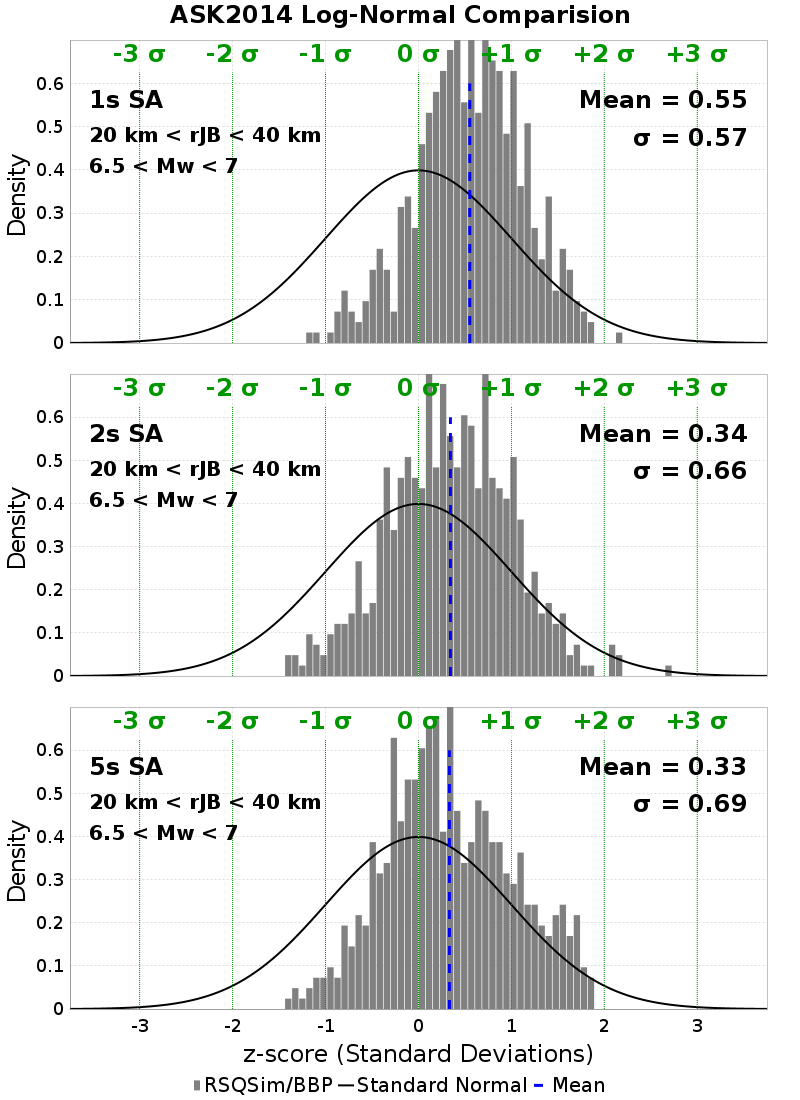 ASK2014 Log-Normal Comparision
-3 σ -2 σ -1 σ 0 σ +1 σ +2 σ +3 σ
1s SA
20 km < rJB < 40 km
6.5 < Mw < 7
Mean = 0.55
σ = 0.57
Density
0.6
0.5
0.4
0.3
0.2
0.1
0
-3 σ -2 σ -1 σ 0 σ +1 σ +2 σ +3 σ
2s SA
20 km < rJB < 40 km
6.5 < Mw < 7
Mean = 0.34
σ = 0.66
Density
0.6
0.5
0.4
0.3
0.2
0.1
0
-3 σ -2 σ -1 σ 0 σ +1 σ +2 σ +3 σ
5s SA
20 km < rJB < 40 km
6.5 < Mw < 7
Mean = 0.33
σ = 0.69
Density
0.6
0.5
0.4
0.3
0.2
0.1
0
-3 -2 -1 0 1 2 3
z-score (Standard Deviations)
RSQSim/BBP Standard Normal Mean